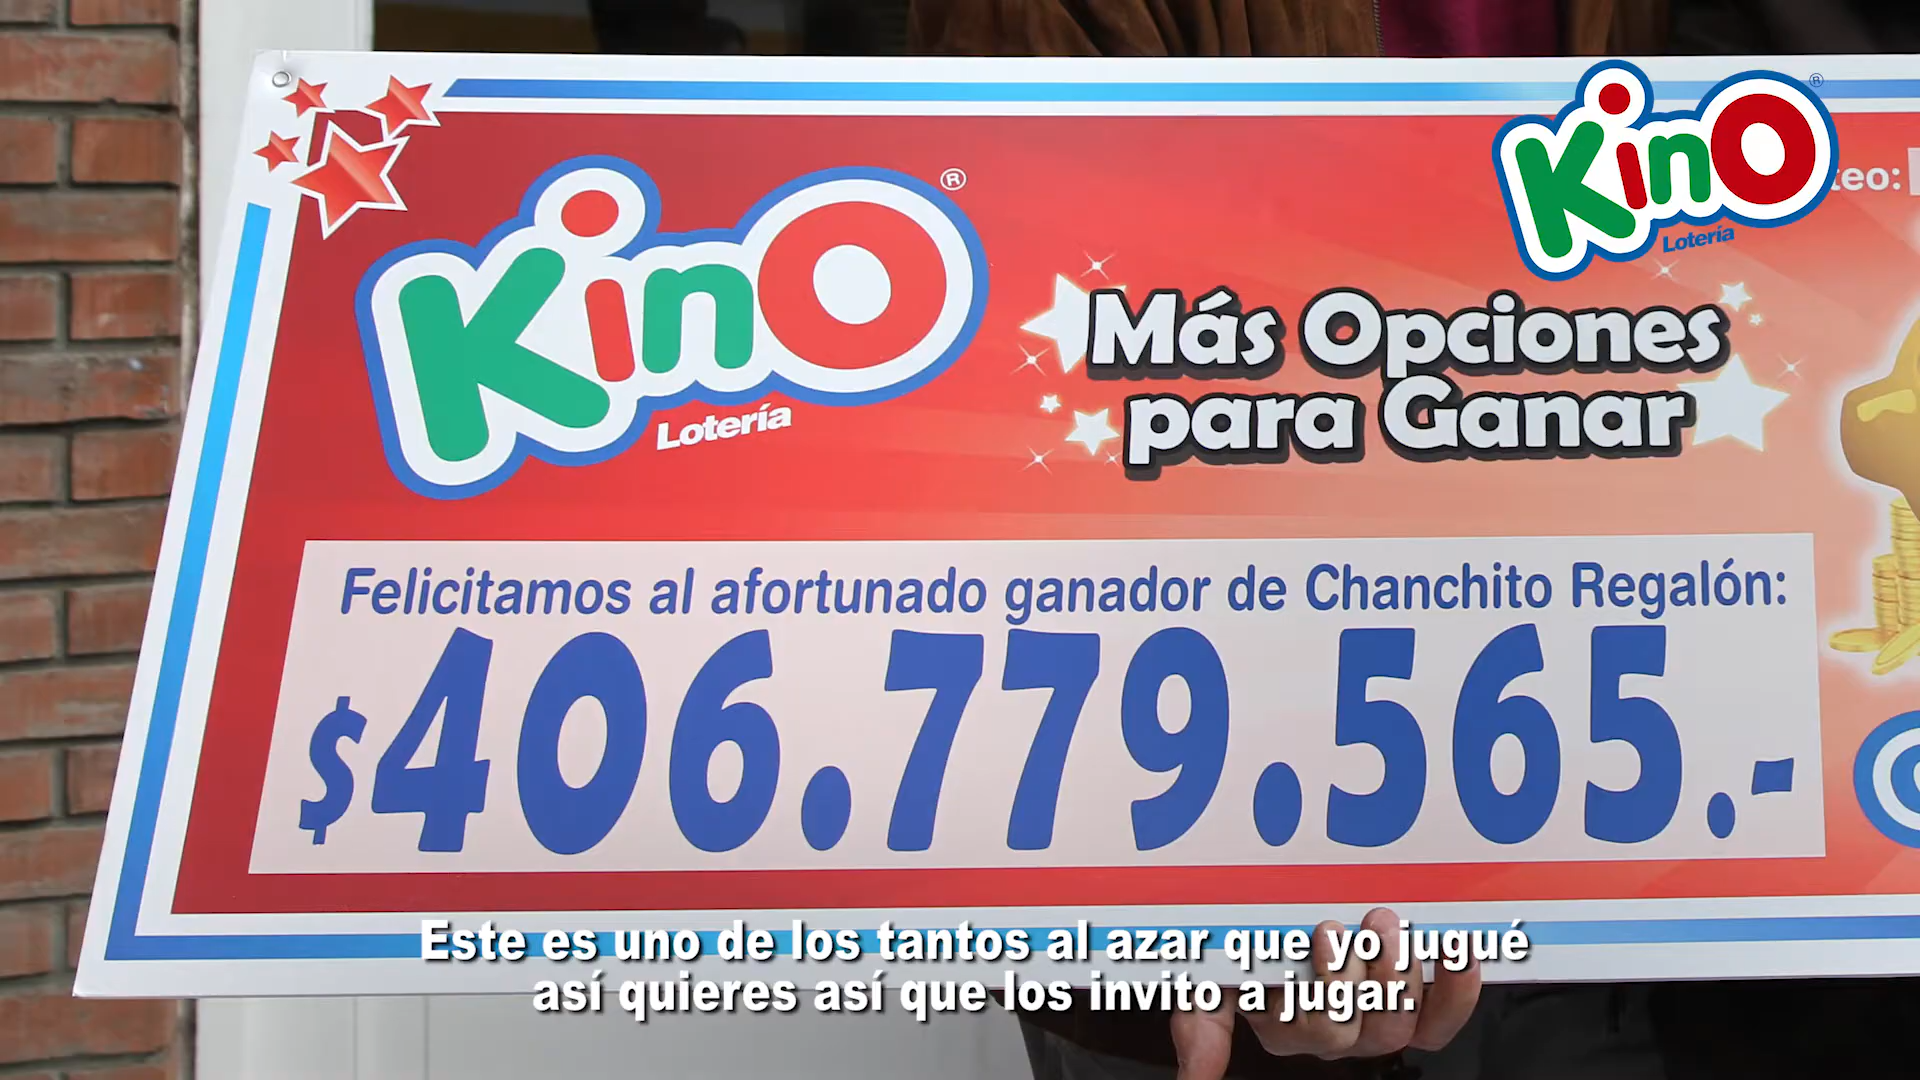 Kino
Lotería
®
Kino
Lotería
®
teo:
Más Opciones
para Ganar
Felicitamos al afortunado ganador de Chanchito Regalón:
$406.779.565.-
Este es uno de los tantos al azar que yo jugué
así quieres así que los invito a jugar.